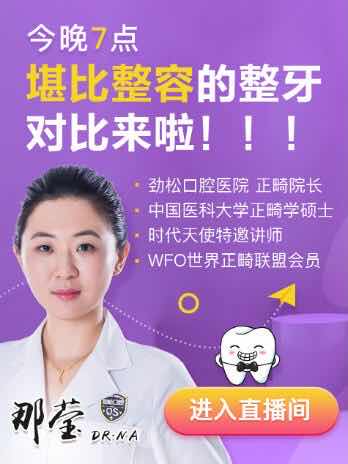 今晚7点
堪比整容的整牙
对比来啦！！！
· 劲松口腔医院 正畸院长
· 中国医科大学正畸学硕士
· 时代天使特邀讲师
· WFO世界正畸联盟会员
那莹
DR·NA
进入直播间